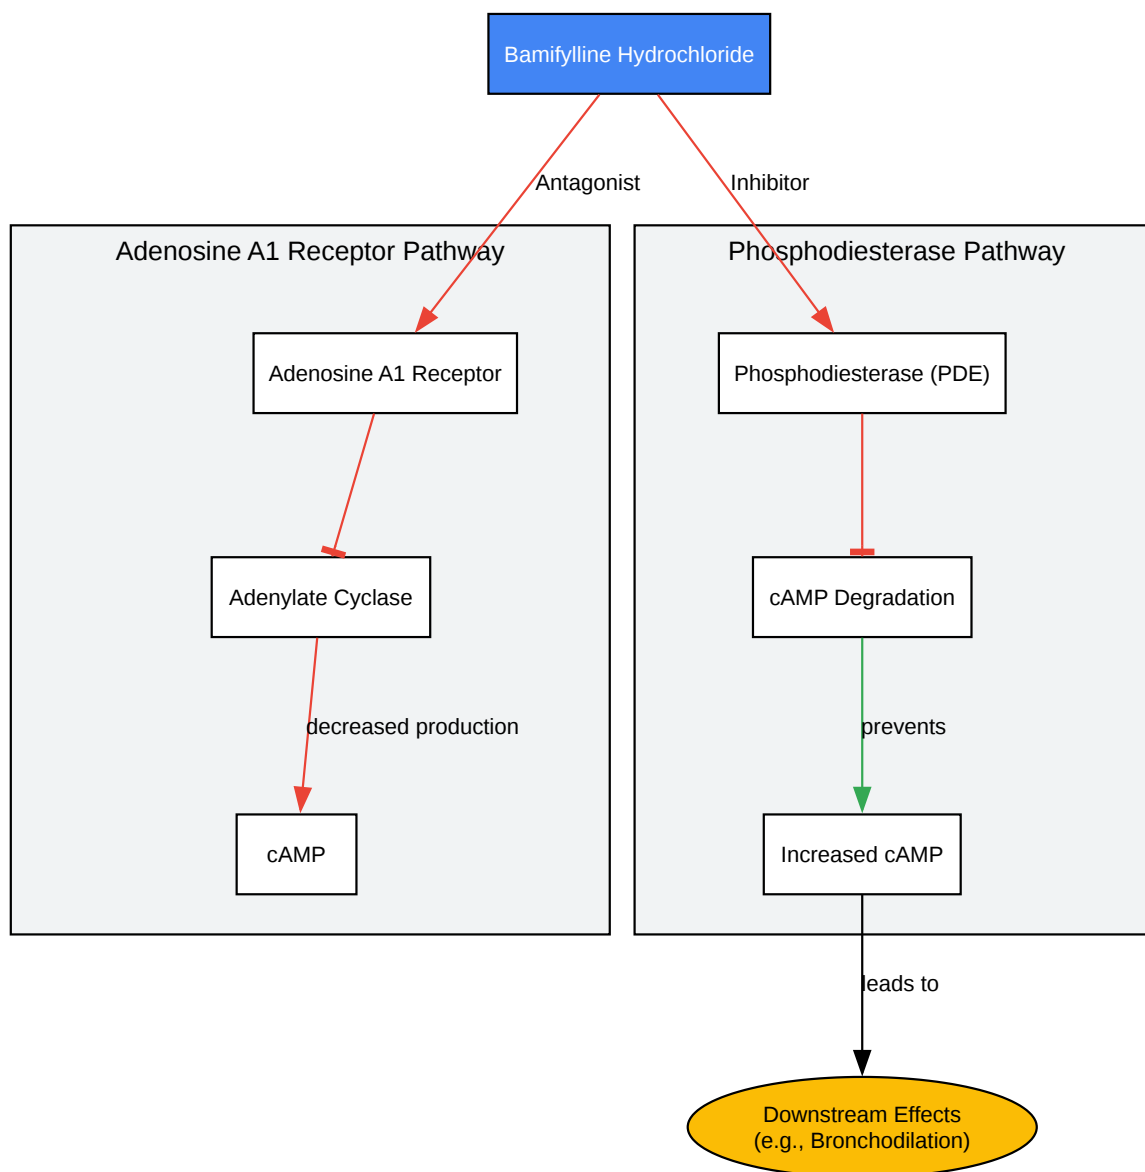 Bamifylline Hydrochloride
Antagonist
Inhibitor
Adenosine A1 Receptor Pathway
Phosphodiesterase Pathway
Adenosine A1 Receptor
Phosphodiesterase (PDE)
Adenylate Cyclase
cAMP Degradation
decreased production
prevents
cAMP
Increased cAMP
leads to
Downstream Effects
(e.g., Bronchodilation)